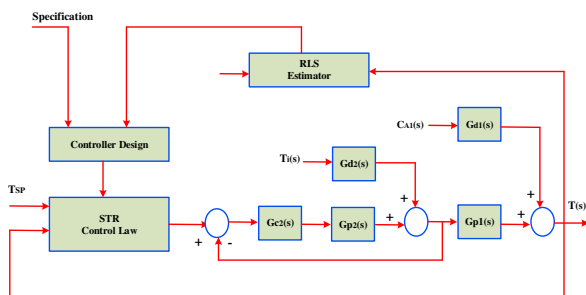 Specification
RLS
Estimator
CA1(s)
Gd1(s)
Controller Design
Ti(s)
Gd2(s)
TSP
STR
Control Law
Gc2(s)
Gp2(s)
Gp1(s)
T(s)
+
-
+
+
+
+